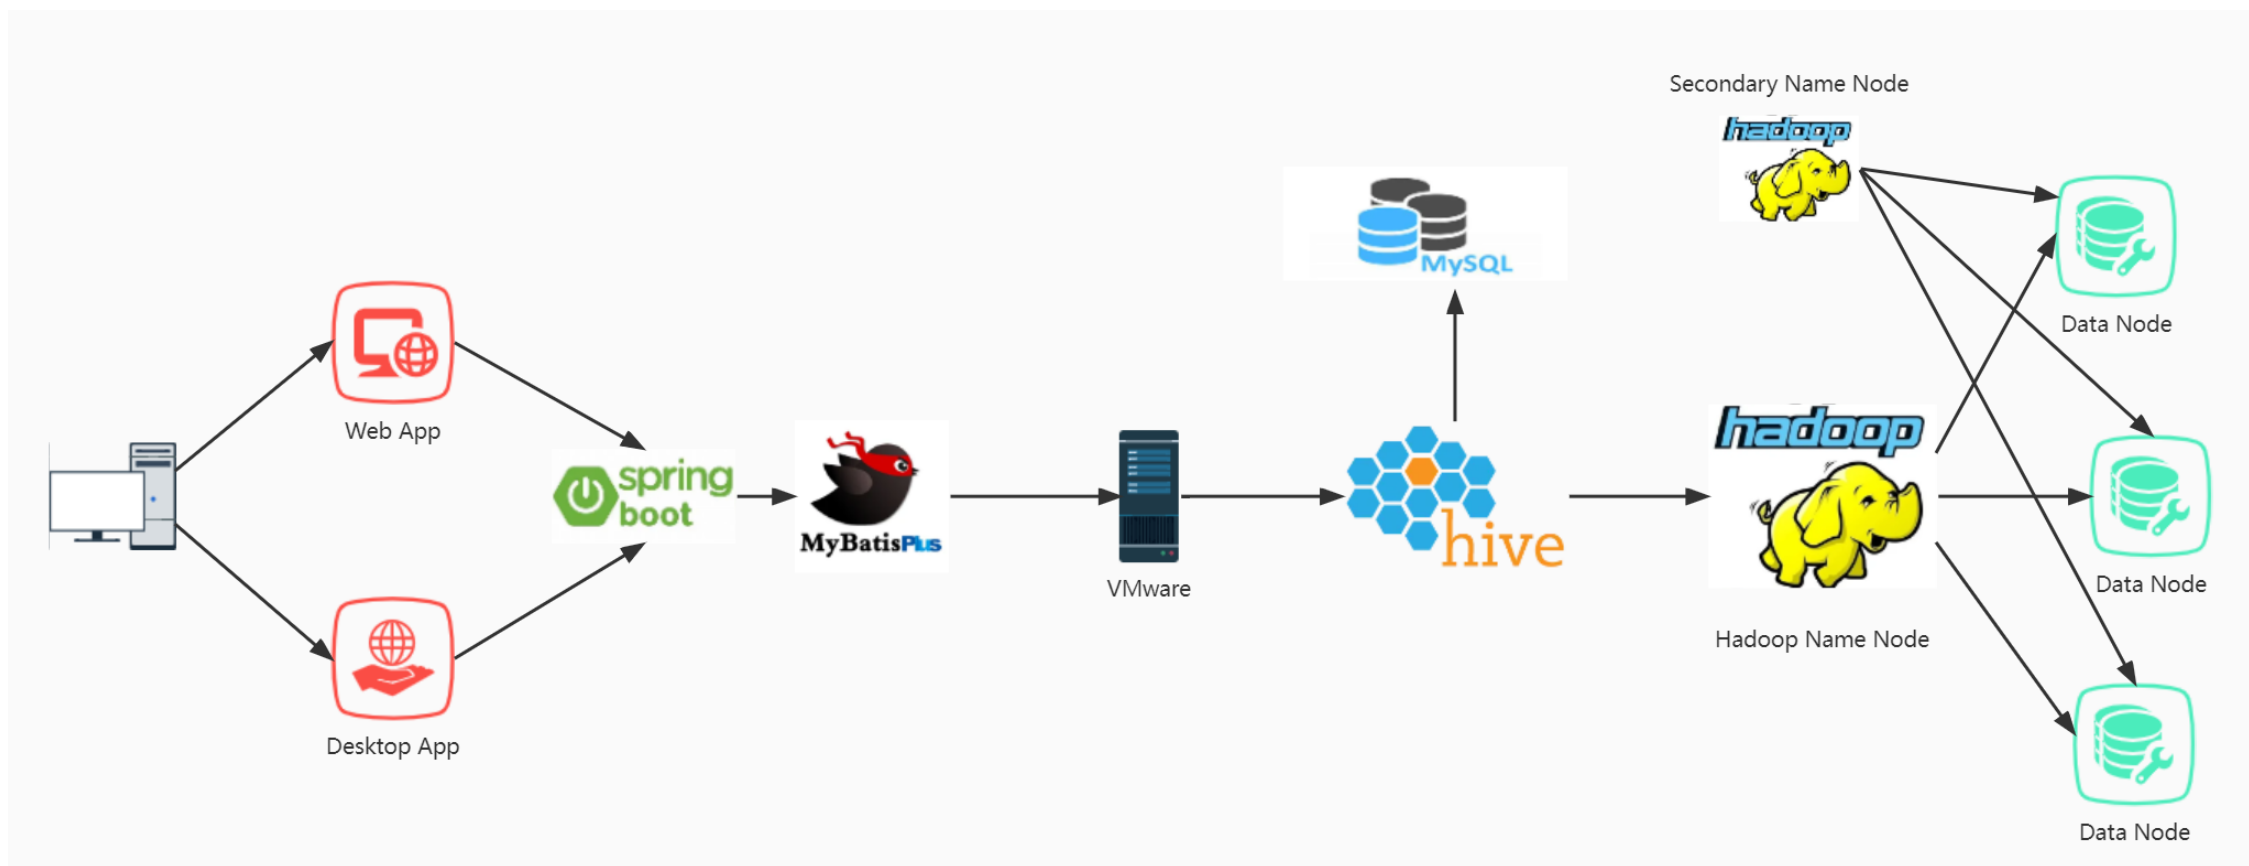 Secondary Name Node
hadoop
MySQL
Data Node
Web App
spring
boot
MyBatisPlus
VMware
hive
hadoop
Data Node
Hadoop Name Node
Desktop App
Data Node